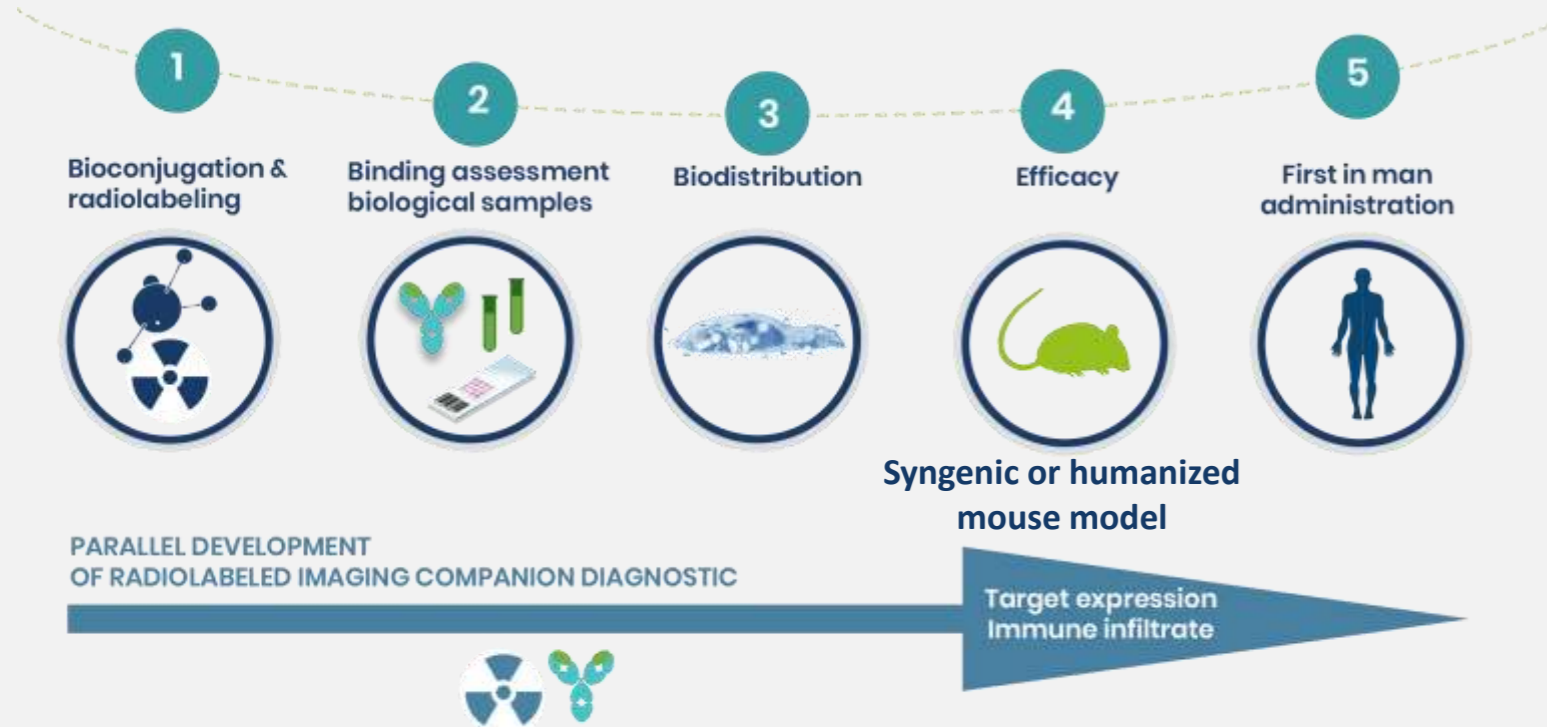 1
2
3
4
5
Bioconjugation &
radiolabeling
Binding assessment
biological samples
Biodistribution
Efficacy
First in man
administration
Syngenic or humanized
mouse model
PARALLEL DEVELOPMENT
OF RADIOLABELED IMAGING COMPANION DIAGNOSTIC
Target expression
Immune infiltrate